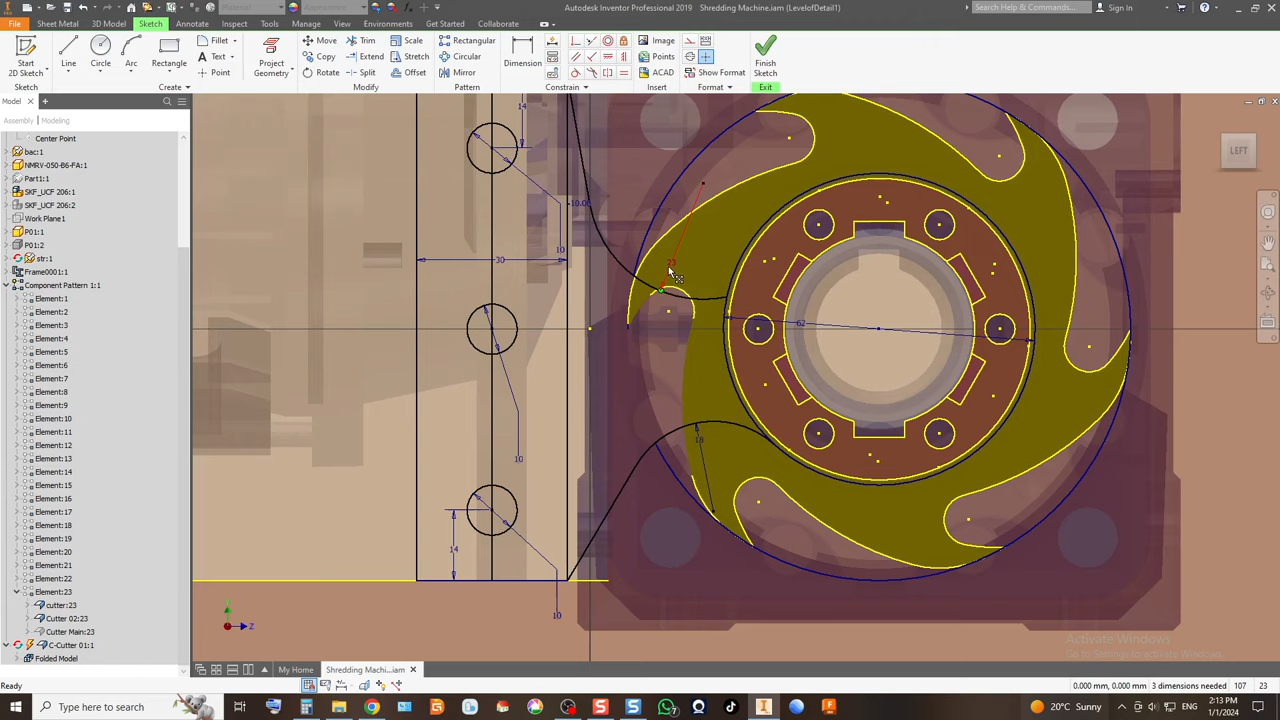 Material
Appearance
Autodesk Inventor Professional 2019 Shredding Machine.iam (LevelofDetail1)
Search Help & Commands...
Sign In
File Sheet Metal 3D Model Sketch Annotate Inspect Tools Manage View Environments Get Started Collaborate
Start
2D Sketch
Line
Circle
Arc
Rectangle
Fillet
Text
Point
Project
Geometry
Move Trim Scale
Copy Extend Stretch
Rotate Split Offset
Rectangular
Circular
Mirror
Dimension
Image
Points
ACAD
Show Format
Finish
Sketch
Sketch Create Modify Pattern Constrain Insert Format Exit
Model
Assembly Modeling
Center Point
bac:1
NMRV-050-B6-FA:1
Part1:1
SKF_UCF 206:1
SKF_UCF 206:2
Work Plane1
P01:1
P01:2
str:1
Frame0001:1
Component Pattern 1:1
Element:1
Element:2
Element:3
Element:4
Element:5
Element:6
Element:7
Element:8
Element:9
Element:10
Element:11
Element:12
Element:13
Element:14
Element:15
Element:16
Element:17
Element:18
Element:19
Element:20
Element:21
Element:22
Element:23
cutter:23
Cutter 02:23
Cutter Main:23
C-Cutter 01:1
Folded Model
14
10
30
23
62
18
10
14
10
LEFT
Y
Z
Activate Windows
Go to Settings to activate Windows.
My Home
Shredding Machi...iam
Ready
0.000 mm, 0.000 mm 3 dimensions needed 107 23
Type here to search
20°C Sunny
ENG
2:13 PM
1/1/2024